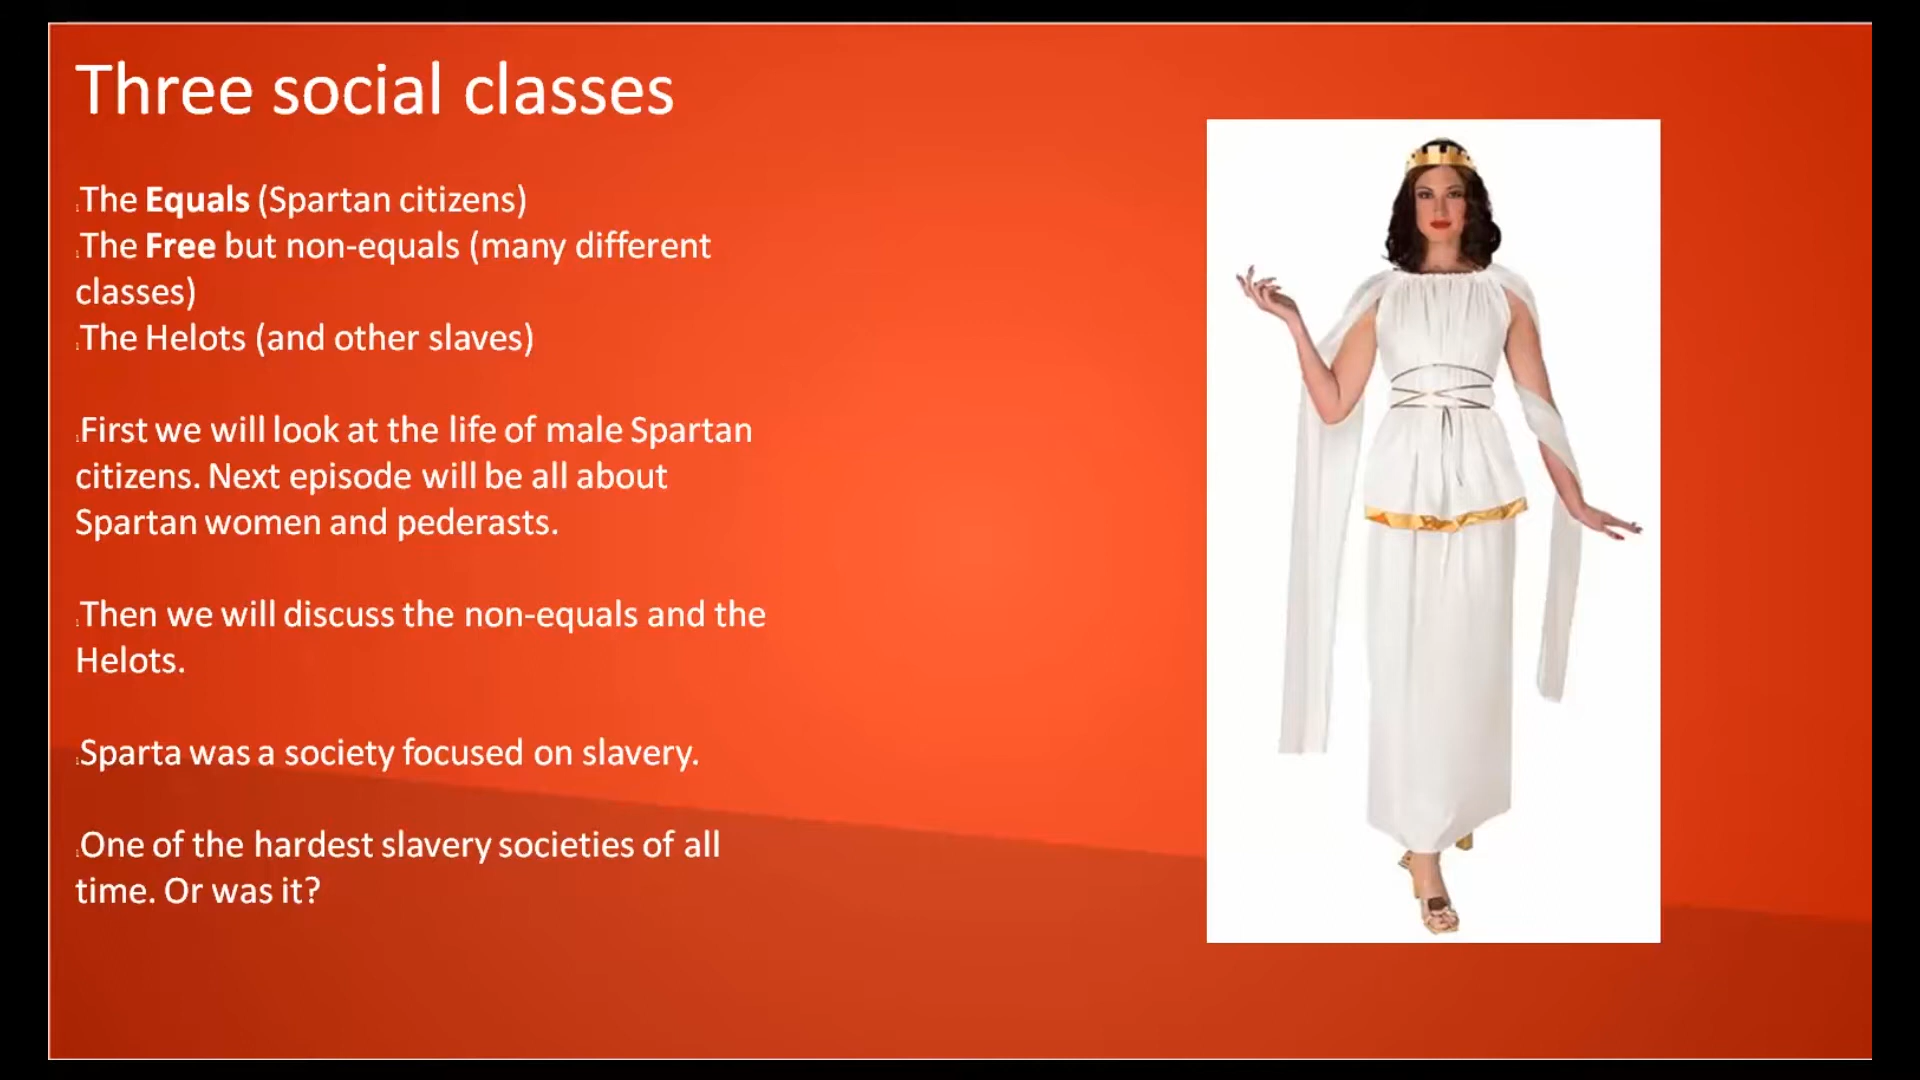 Three social classes
The Equals (Spartan citizens)
The Free but non-equals (many different
classes)
The Helots (and other slaves)
First we will look at the life of male Spartan
citizens. Next episode will be all about
Spartan women and pederasts.
Then we will discuss the non-equals and the
Helots.
Sparta was a society focused on slavery.
One of the hardest slavery societies of all
time. Or was it?